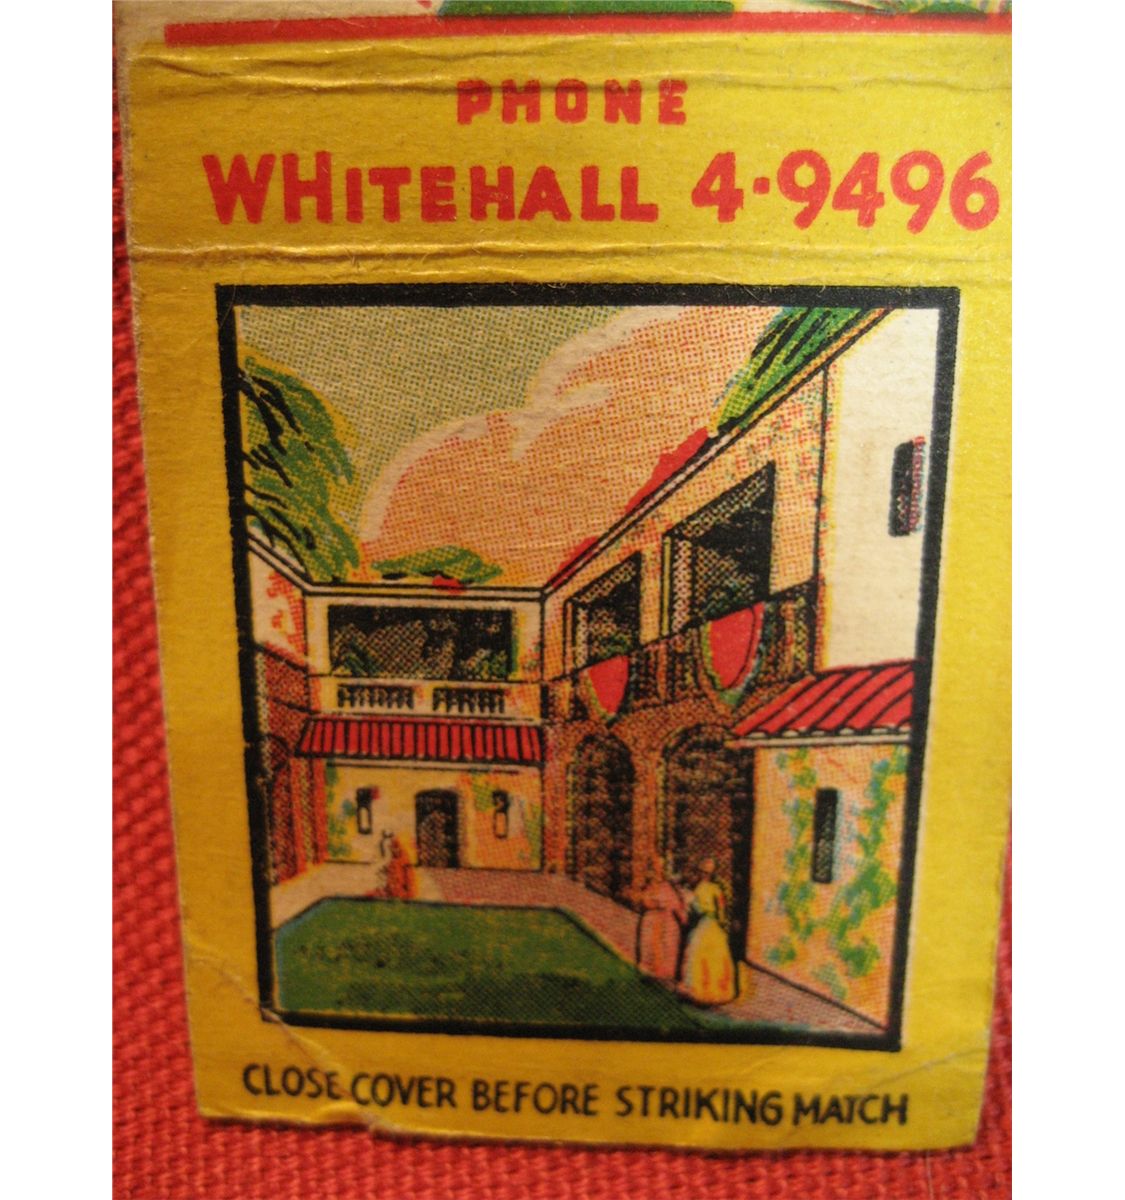 PHONE
WHITEHALL 4-9496
CLOSE COVER BEFORE STRIKING MATCH